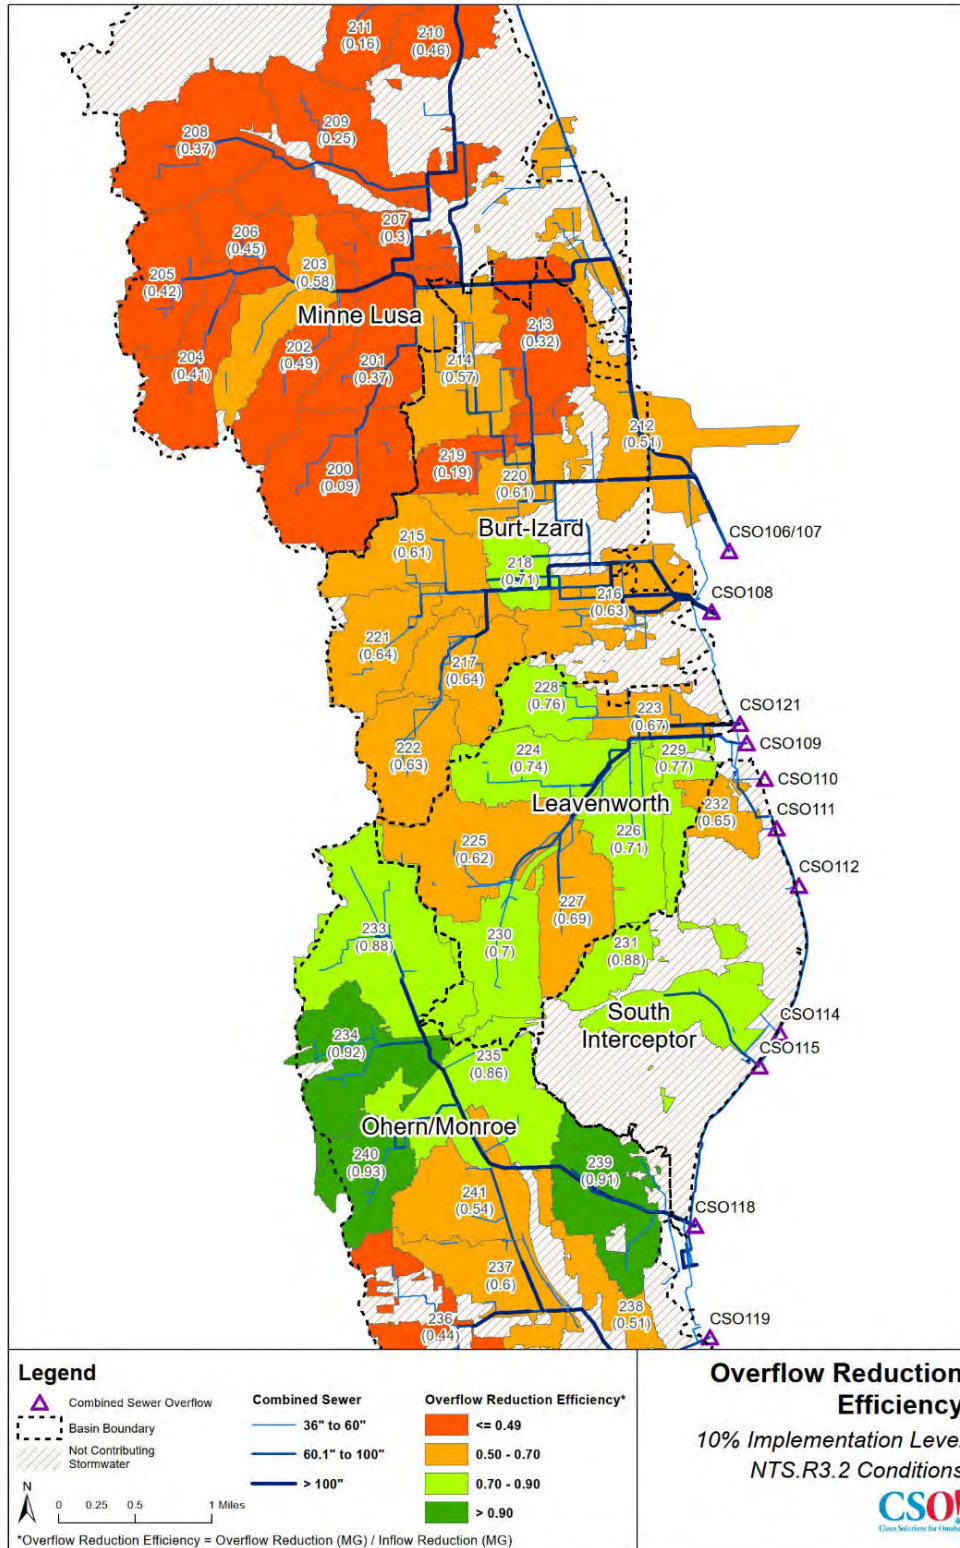 211
(0.16)
210
(0.46)
208
(0.37)
209
(0.25)
207
(0.3)
206
(0.45)
203
(0.58)
205
(0.42)
Minne Lusa
213
(0.32)
204
(0.41)
202
(0.49)
201
(0.37)
214
(0.57)
212
(0.51)
219
(0.19)
200
(0.09)
220
(0.61)
Burt-Izard
CSO106/107
215
(0.61)
218
(0.71)
216
(0.63)
CSO108
221
(0.64)
217
(0.64)
228
(0.76)
223
(0.67)
CSO121
222
(0.63)
224
(0.74)
229
(0.77)
CSO109
CSO110
Leavenworth
232
(0.65)
CSO111
225
(0.62)
226
(0.71)
CSO112
227
(0.69)
233
(0.88)
230
(0.7)
231
(0.88)
South
Interceptor
CSO114
234
(0.92)
235
(0.86)
CSO115
Ohern/Monroe
240
(0.93)
239
(0.91)
241
(0.54)
CSO118
237
(0.6)
236
(0.44)
238
(0.51)
CSO119
Legend
Combined Sewer Overflow
Basin Boundary
Not Contributing
Stormwater
N
0 0.25 0.5 1 Miles
Combined Sewer
36" to 60"
60.1" to 100"
> 100"
Overflow Reduction Efficiency*
<= 0.49
0.50 - 0.70
0.70 - 0.90
> 0.90
*Overflow Reduction Efficiency = Overflow Reduction (MG) / Inflow Reduction (MG)
Overflow Reduction
Efficiency
10% Implementation Level
NTS.R3.2 Conditions
CSO!
Clean Solutions for Omaha